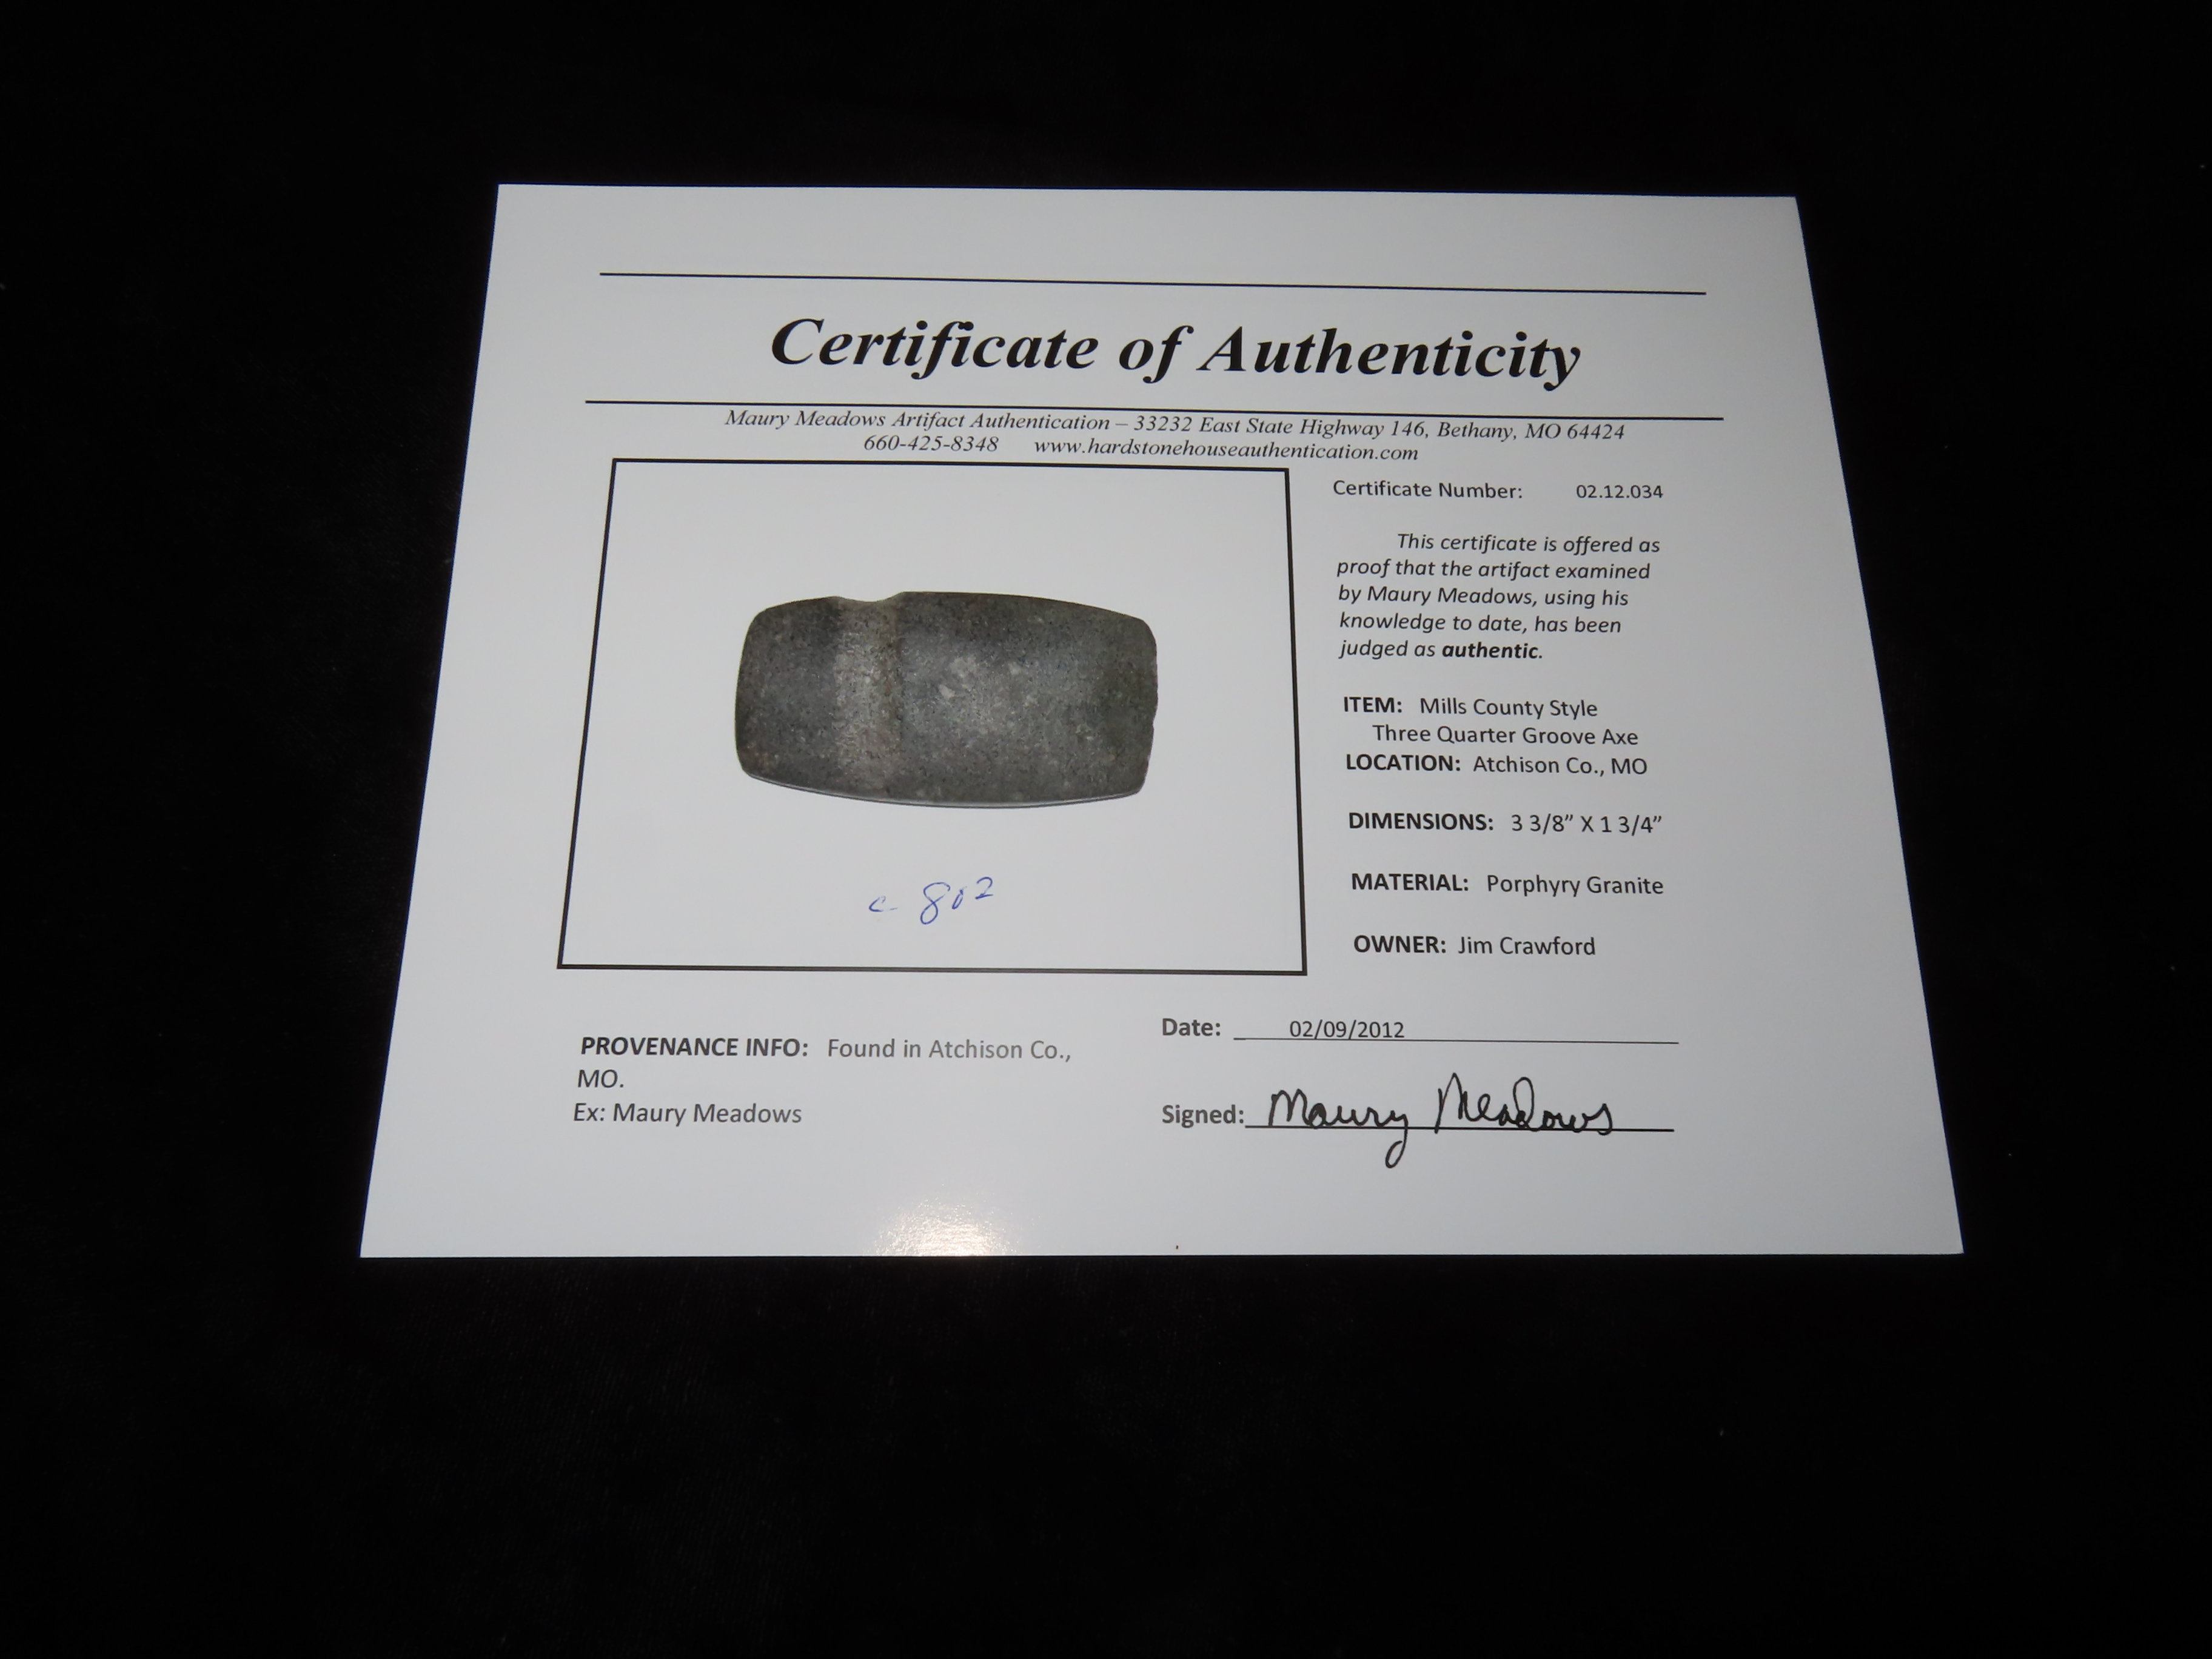 Certificate of Authenticity
Maury Meadows Artifact Authentication – 33232 East State Highway 146, Bethany, MO 64424
660-425-8348 www.hardstonehouseauthentication.com
Certificate Number: 02.12.034
This certificate is offered as
proof that the artifact examined
by Maury Meadows, using his
knowledge to date, has been
judged as authentic.
ITEM: Mills County Style
Three Quarter Groove Axe
LOCATION: Atchison Co., MO
DIMENSIONS: 3 3/8” X 1 3/4”
MATERIAL: Porphyry Granite
OWNER: Jim Crawford
c- 802
PROVENANCE INFO: Found in Atchison Co.,
MO.
Ex: Maury Meadows
Date: 02/09/2012
Signed: Maury Meadows